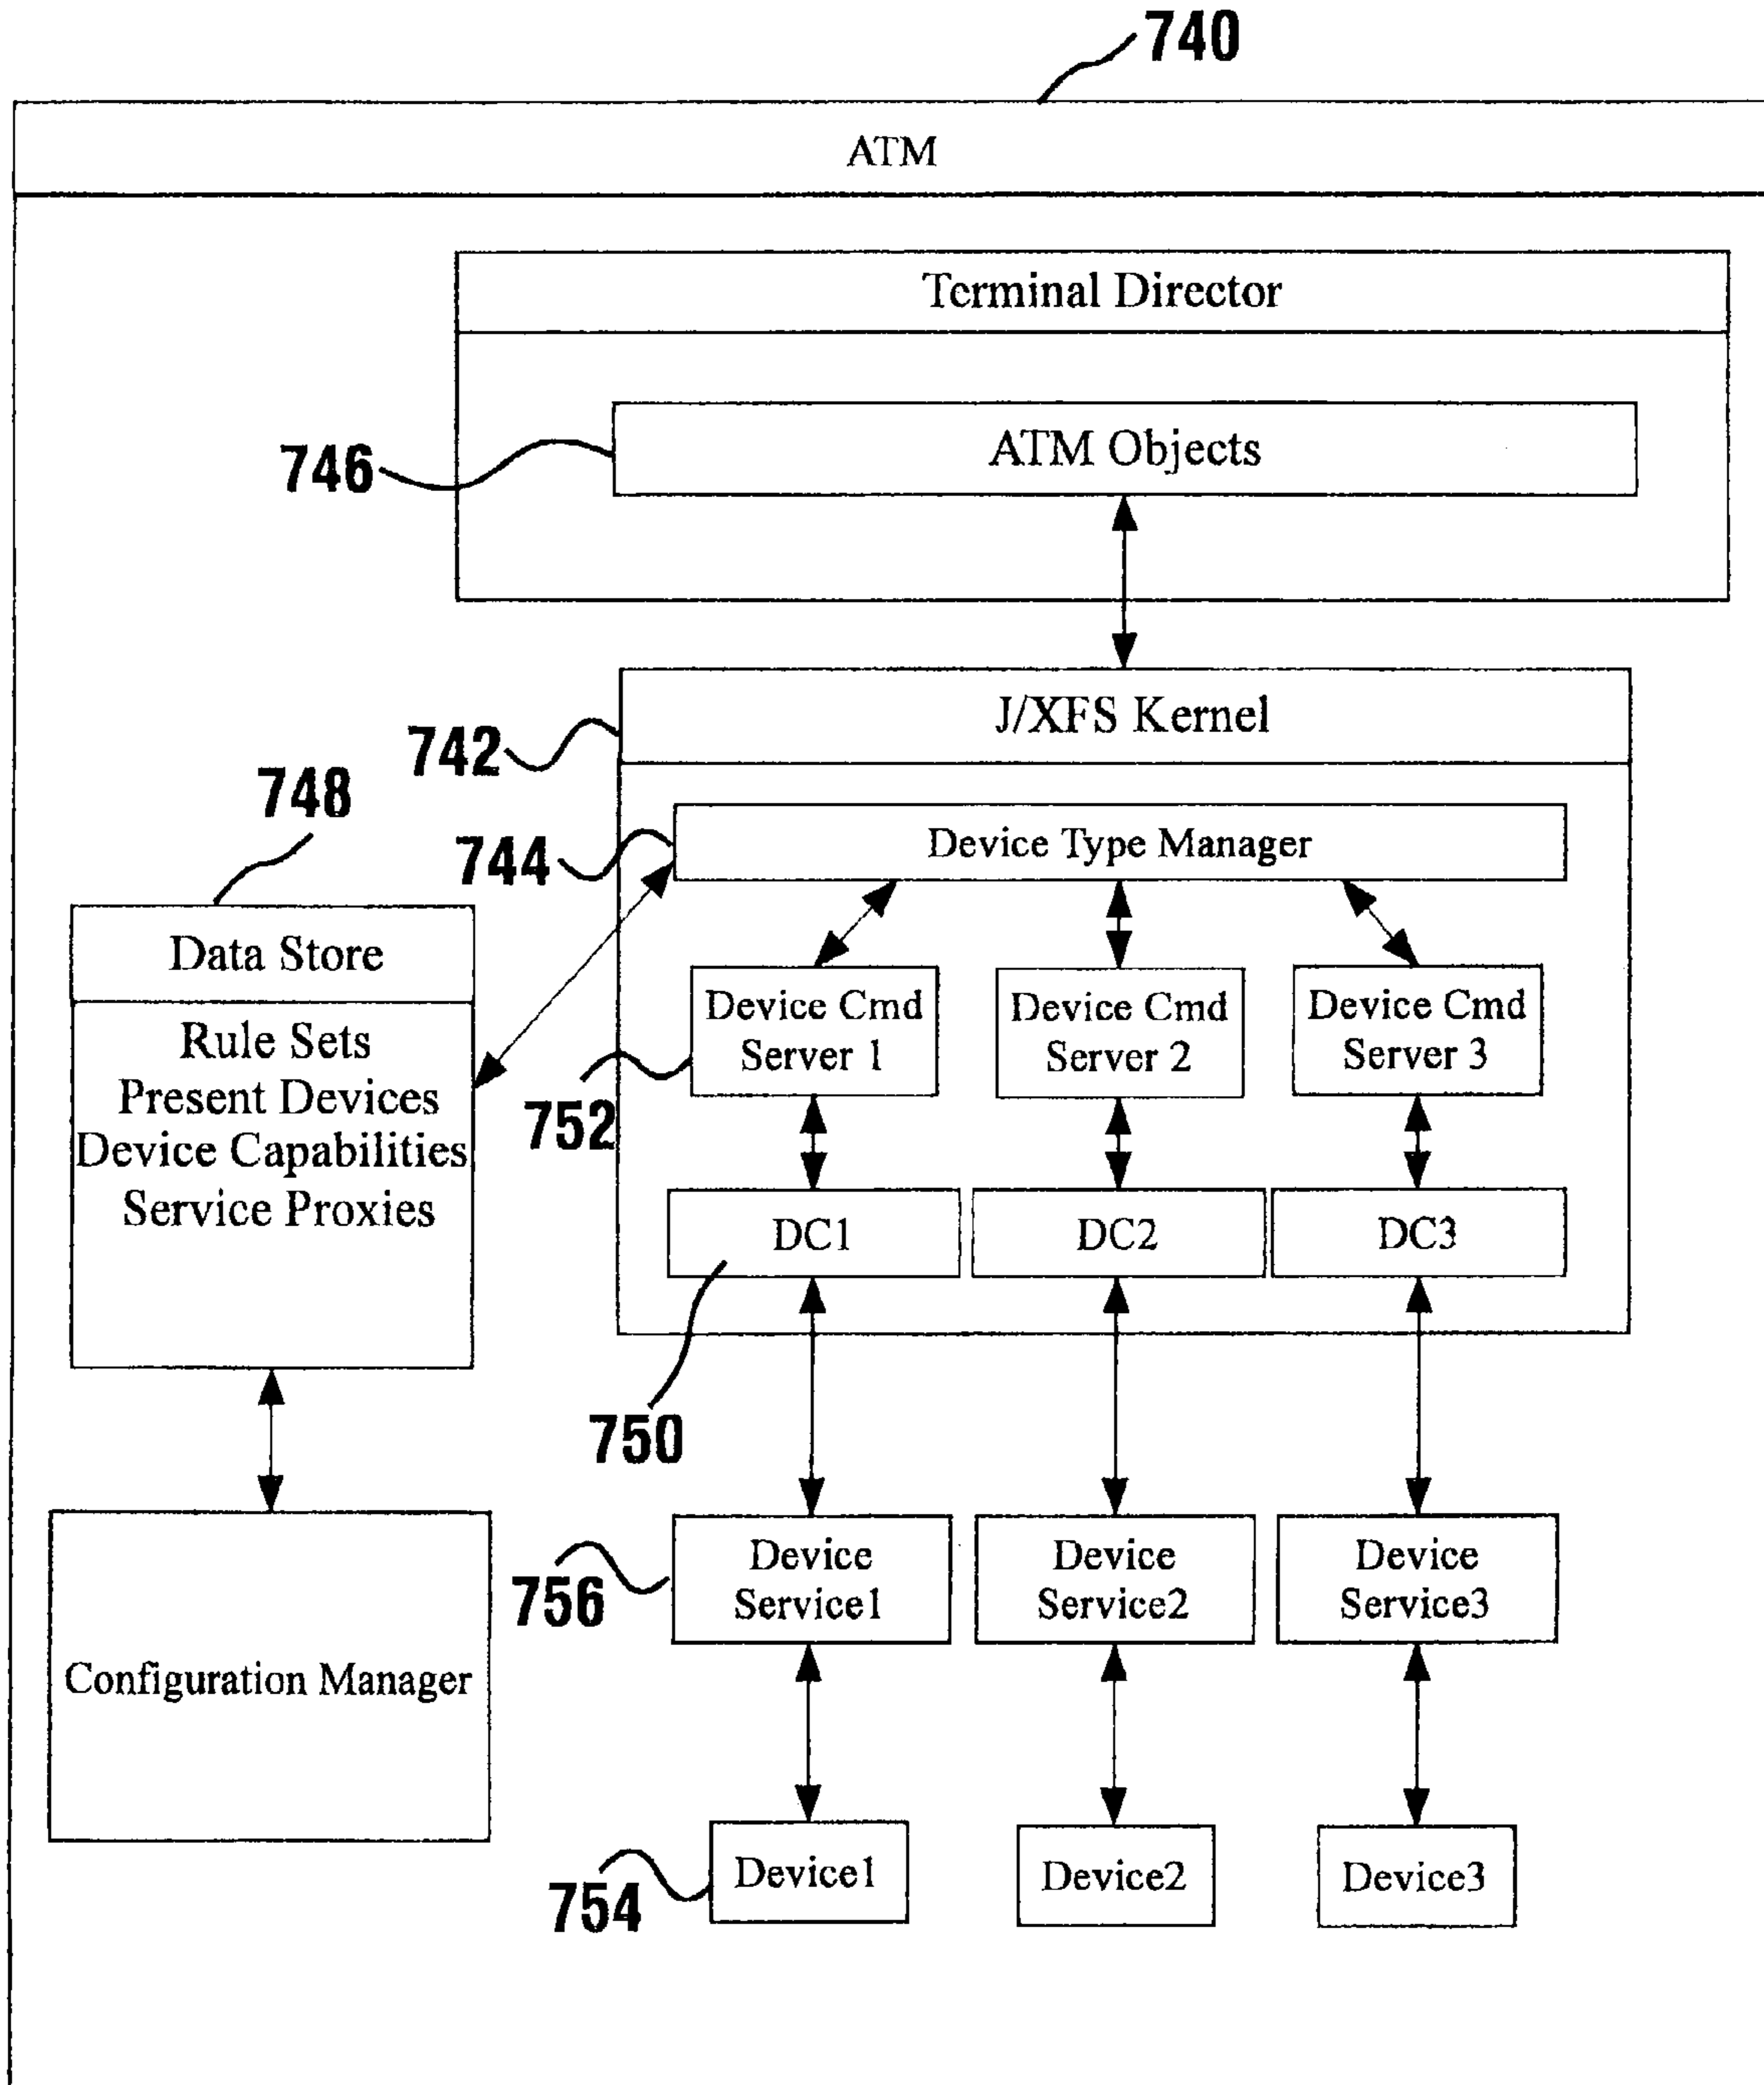 740
ATM
Terminal Director
746
ATM Objects
J/XFS Kernel
742
748
744
Device Type Manager
Data Store
Rule Sets
Present Devices
Device Capabilities
Service Proxies
Device Cmd
Server 1
Device Cmd
Server 2
Device Cmd
Server 3
752
DC1
DC2
DC3
750
Configuration Manager
756
Device
Service1
Device
Service2
Device
Service3
754
Device1
Device2
Device3